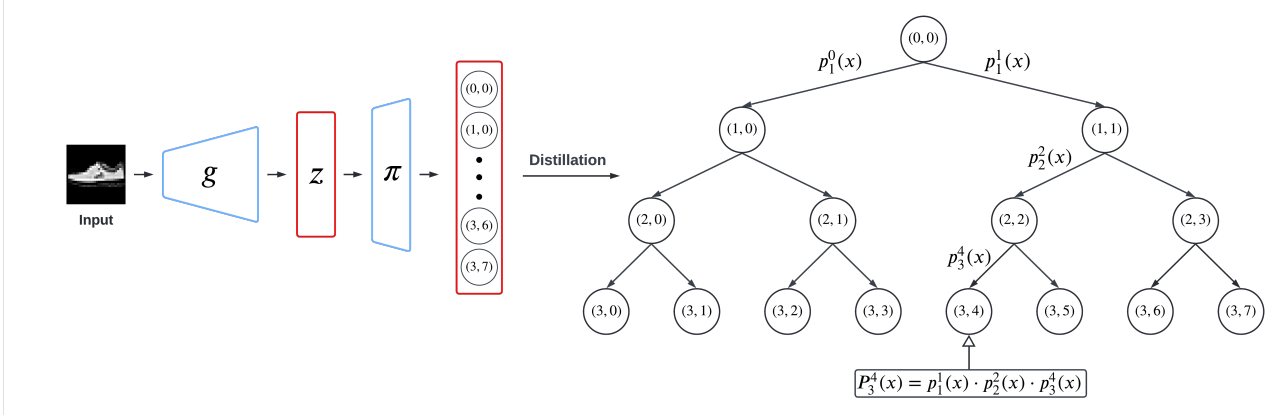 Input
g
z
π
(0, 0)
(1, 0)
(3, 6)
(3, 7)
Distillation
(0, 0)
p_1^0(x)
p_1^1(x)
(1, 0)
(1, 1)
p_2^2(x)
(2, 0)
(2, 1)
(2, 2)
(2, 3)
p_3^4(x)
(3, 0)
(3, 1)
(3, 2)
(3, 3)
(3, 4)
(3, 5)
(3, 6)
(3, 7)
P_3^4(x) = p_1^1(x) · p_2^2(x) · p_3^4(x)